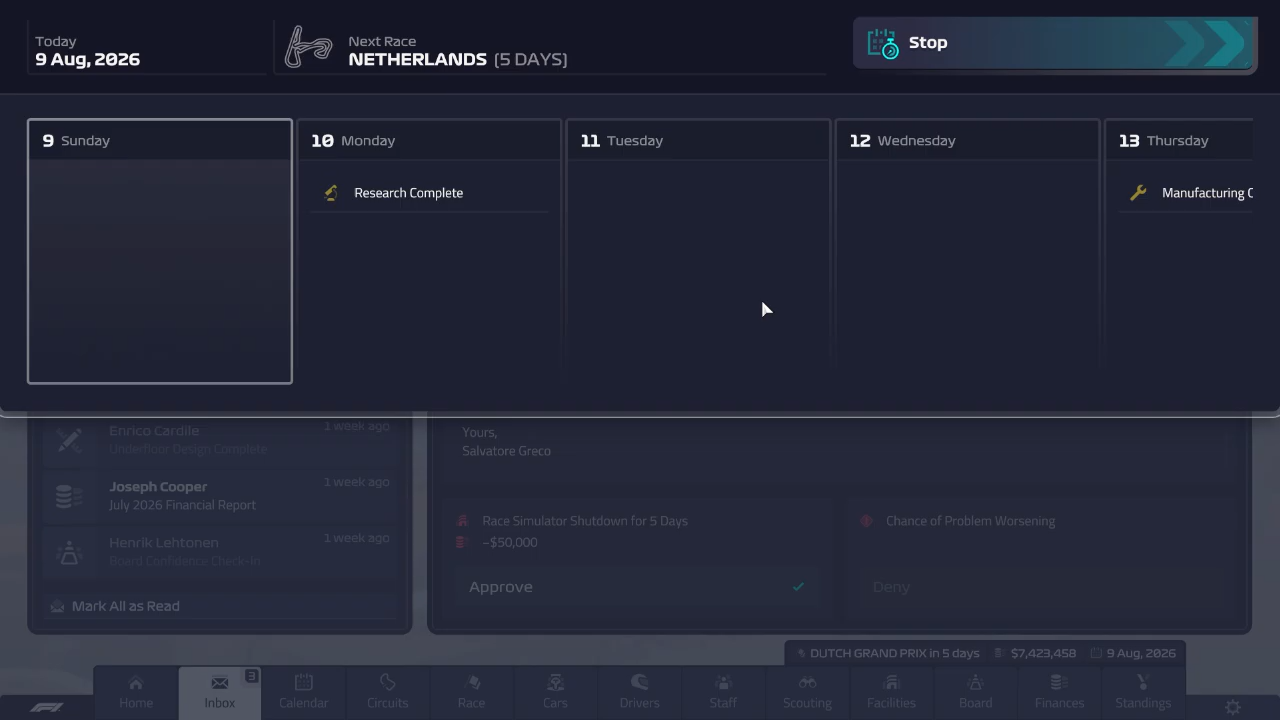 Today
9 Aug, 2026
Next Race
NETHERLANDS (5 DAYS)
Stop
9 Sunday
10 Monday
11 Tuesday
12 Wednesday
13 Thursday
Research Complete
Manufacturing C
Enrico Cardile
1 week ago
Underfloor Design Complete
Joseph Cooper
1 week ago
July 2026 Financial Report
Henrik Lehtonen
1 week ago
Board Confidence Check-In
Mark All as Read
Yours,
Salvatore Greco
Race Simulator Shutdown for 5 Days
-$50,000
Chance of Problem Worsening
Approve
Deny
DUTCH GRAND PRIX in 5 days
$7,423,458
9 Aug, 2026
Home
Inbox
3
Calendar
Circuits
Race
Cars
Drivers
Staff
Scouting
Facilities
Board
Finances
Standings